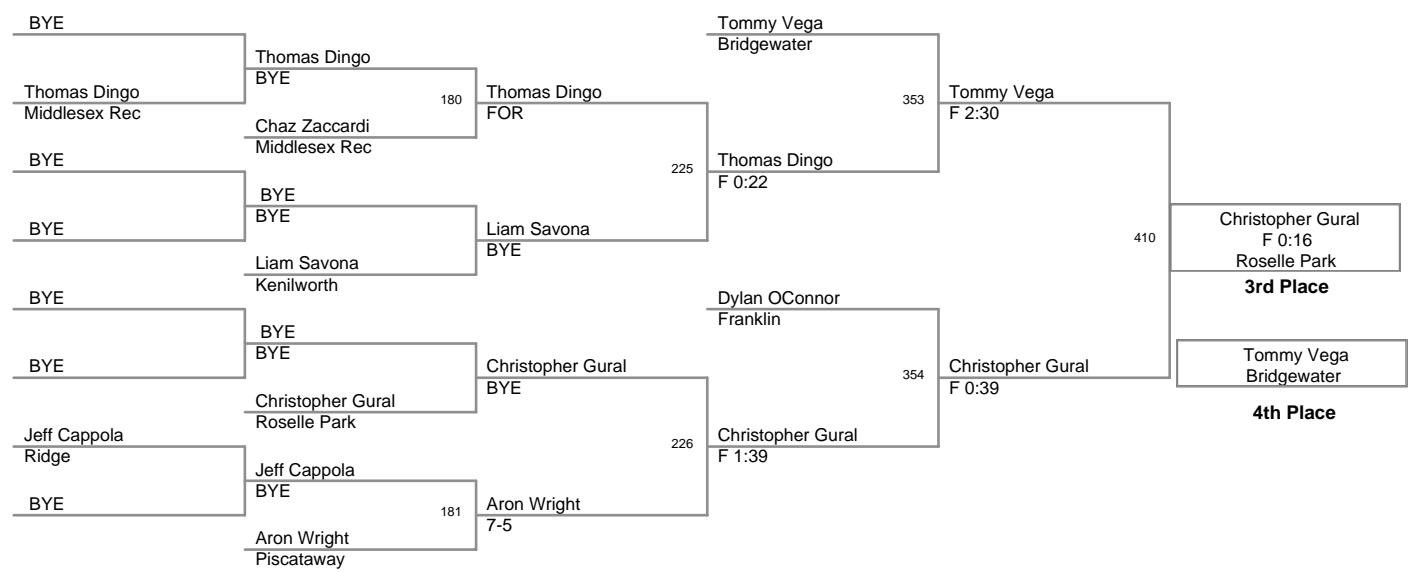 BYE
Thomas Dingo
Middlesex Rec
BYE
BYE
BYE
BYE
Jeff Cappola
Ridge
BYE
Thomas Dingo
BYE
Chaz Zaccardi
Middlesex Rec
BYE
BYE
Liam Savona
Kenilworth
BYE
BYE
Christopher Gural
Roselle Park
Jeff Cappola
BYE
Aron Wright
Piscataway
180
181
Thomas Dingo
FOR
Liam Savona
BYE
Christopher Gural
BYE
Aron Wright
7-5
225
226
Tommy Vega
Bridgewater
Thomas Dingo
F 0:22
Dylan OConnor
Franklin
Christopher Gural
F 1:39
353
354
Tommy Vega
F 2:30
Christopher Gural
F 0:39
410
Christopher Gural
F 0:16
Roselle Park
3rd Place
Tommy Vega
Bridgewater
4th Place